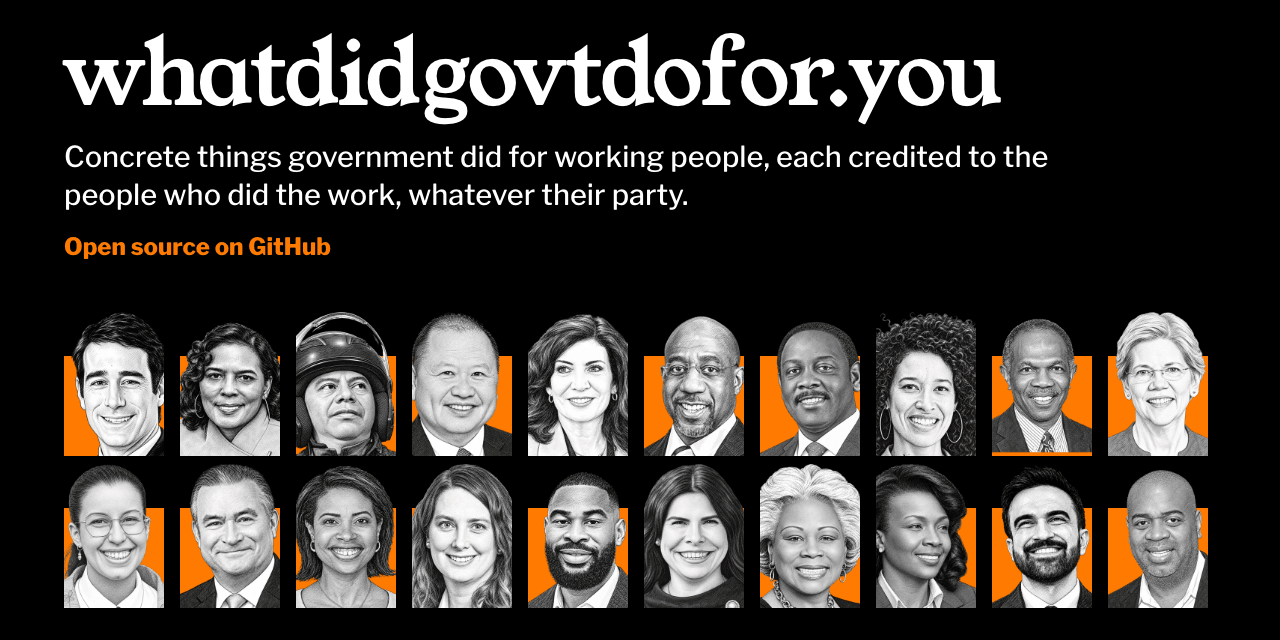 whatdidgovtdofor.you
Concrete things government did for working people, each credited to the
people who did the work, whatever their party.
Open source on GitHub